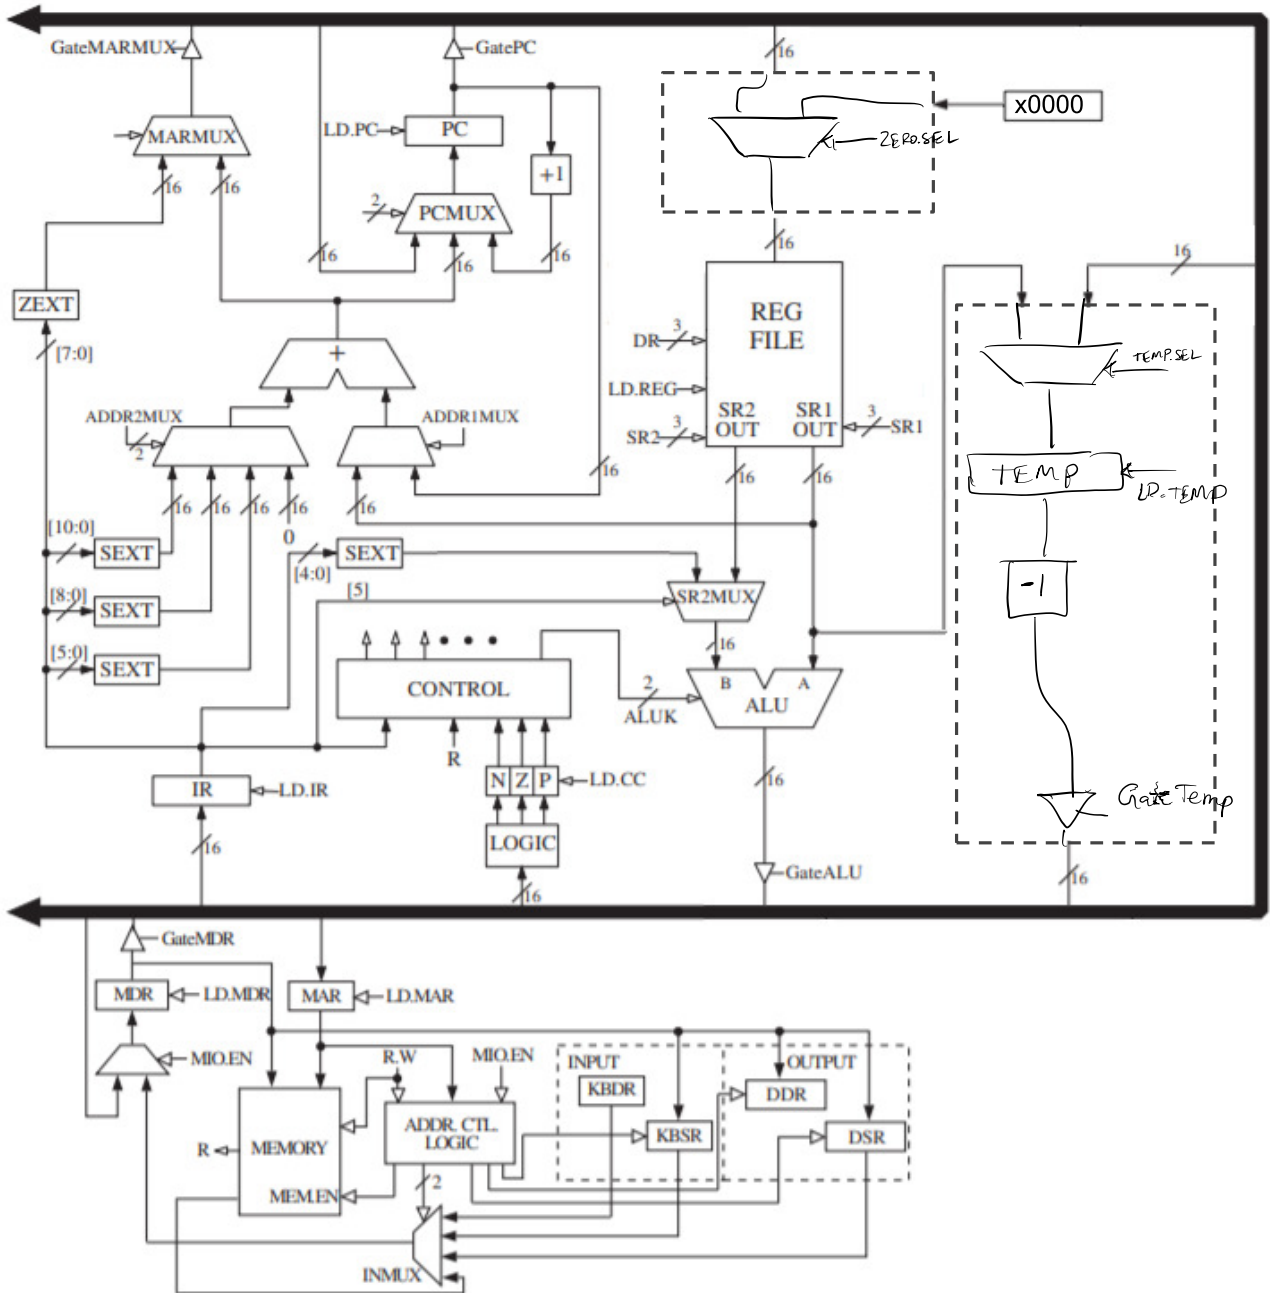 GateMARMUX
GatePC
16
MARMUX
LD.PC
PC
x0000
ZERO.SEL
+1
16
16
2
PCMUX
16
16
16
16
16
ZEXT
[7:0]
REG
FILE
DR
3
LD.REG
SR2
3
SR2
OUT
SR1
OUT
3
SR1
TEMP.SEL
+
ADDR2MUX
2
ADDR1MUX
16
16
16
TEMP
LD.TEMP
16
16
16
16
0
[10:0]
SEXT
SEXT
[4:0]
[5]
[8:0]
SEXT
SR2MUX
-1
[5:0]
SEXT
16
CONTROL
B
A
ALU
2
ALUK
R
N
Z
P
LD.CC
IR
LD.IR
16
GateTemp
16
LOGIC
16
GateALU
16
GateMDR
MDR
LD.MDR
MAR
LD.MAR
MIO.EN
R.W
MIO.EN
INPUT
OUTPUT
KBDR
DDR
R
MEMORY
ADDR. CTL.
LOGIC
KBSR
DSR
MEM.EN
2
INMUX